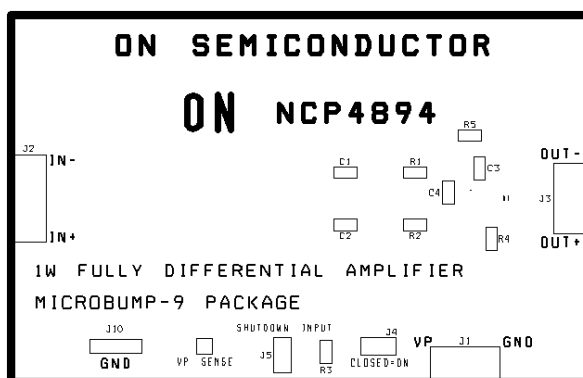 ON SEMICONDUCTOR
ON NCP4894
R5
J2
IN-
C1
R1
C3
OUT-
C4
J3
IN+
C2
R2
R4
OUT+
1W FULLY DIFFERENTIAL AMPLIFIER
MICROBUMP-9 PACKAGE
J10
SHUTDOWN INPUT
J4
VP
J1
GND
GND
VP SENSE
J5
R3
CLOSED=ON